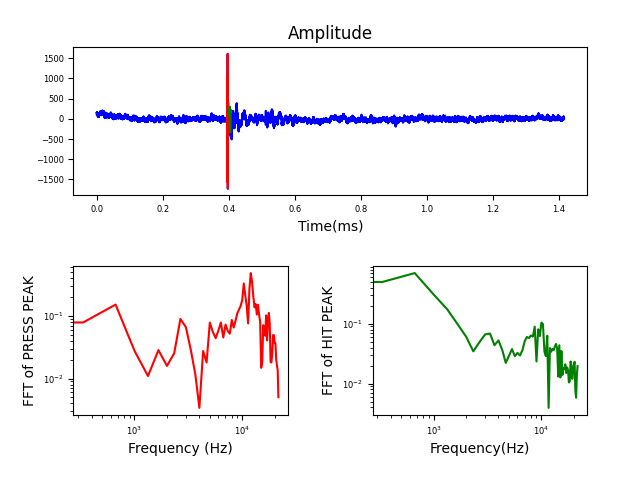 Amplitude
1500
1000
500
0
−500
−1000
−1500
0.0 0.2 0.4 0.6 0.8 1.0 1.2 1.4
Time(ms)
FFT of PRESS PEAK
10⁻¹
10⁻²
10³ 10⁴
Frequency (Hz)
FFT of HIT PEAK
10⁻¹
10⁻²
10³ 10⁴
Frequency(Hz)